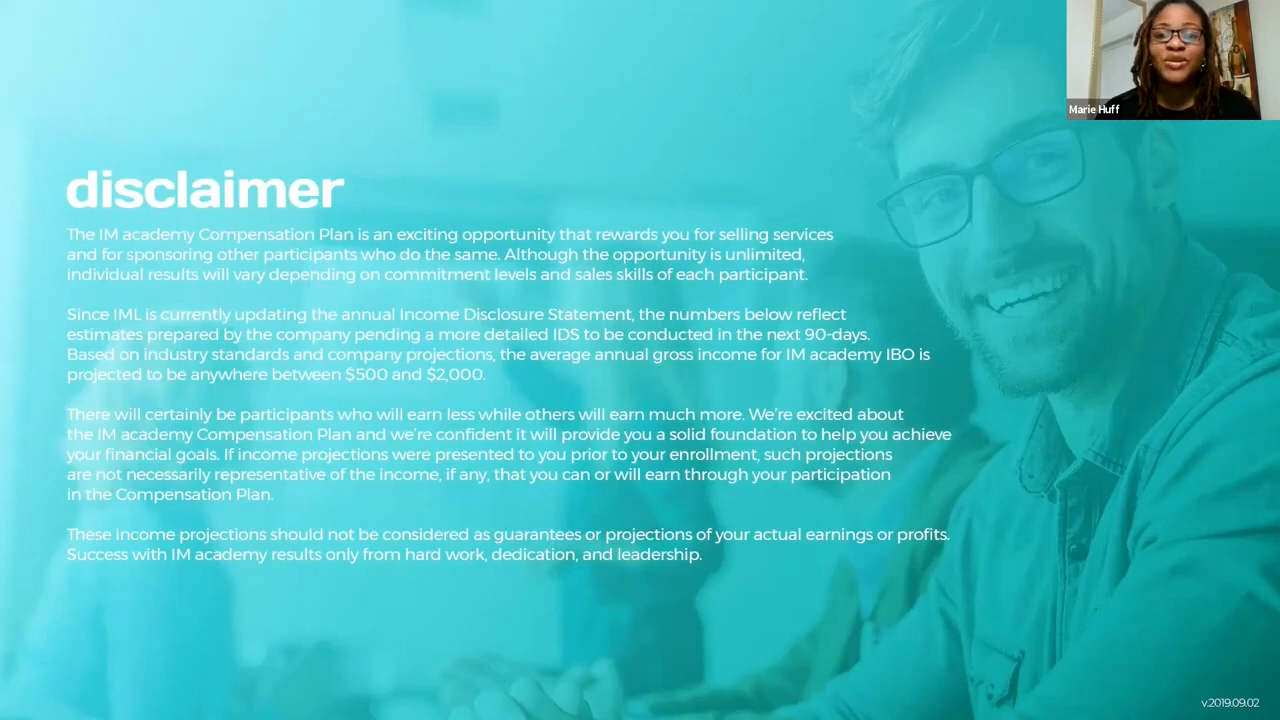 Marie Huff
disclaimer
The IM academy Compensation Plan is an exciting opportunity that rewards you for selling services
and for sponsoring other participants who do the same. Although the opportunity is unlimited,
individual results will vary depending on commitment levels and sales skills of each participant.
Since IML is currently updating the annual Income Disclosure Statement, the numbers below reflect
estimates prepared by the company pending a more detailed IDS to be conducted in the next 90-days.
Based on industry standards and company projections, the average annual gross income for IM academy IBO is
projected to be anywhere between $500 and $2,000.
There will certainly be participants who will earn less while others will earn much more. We're excited about
the IM academy Compensation Plan and we're confident it will provide you a solid foundation to help you achieve
your financial goals. If income projections were presented to you prior to your enrollment, such projections
are not necessarily representative of the income, if any, that you can or will earn through your participation
in the Compensation Plan.
These income projections should not be considered as guarantees or projections of your actual earnings or profits.
Success with IM academy results only from hard work, dedication, and leadership.
v.2019.09.02